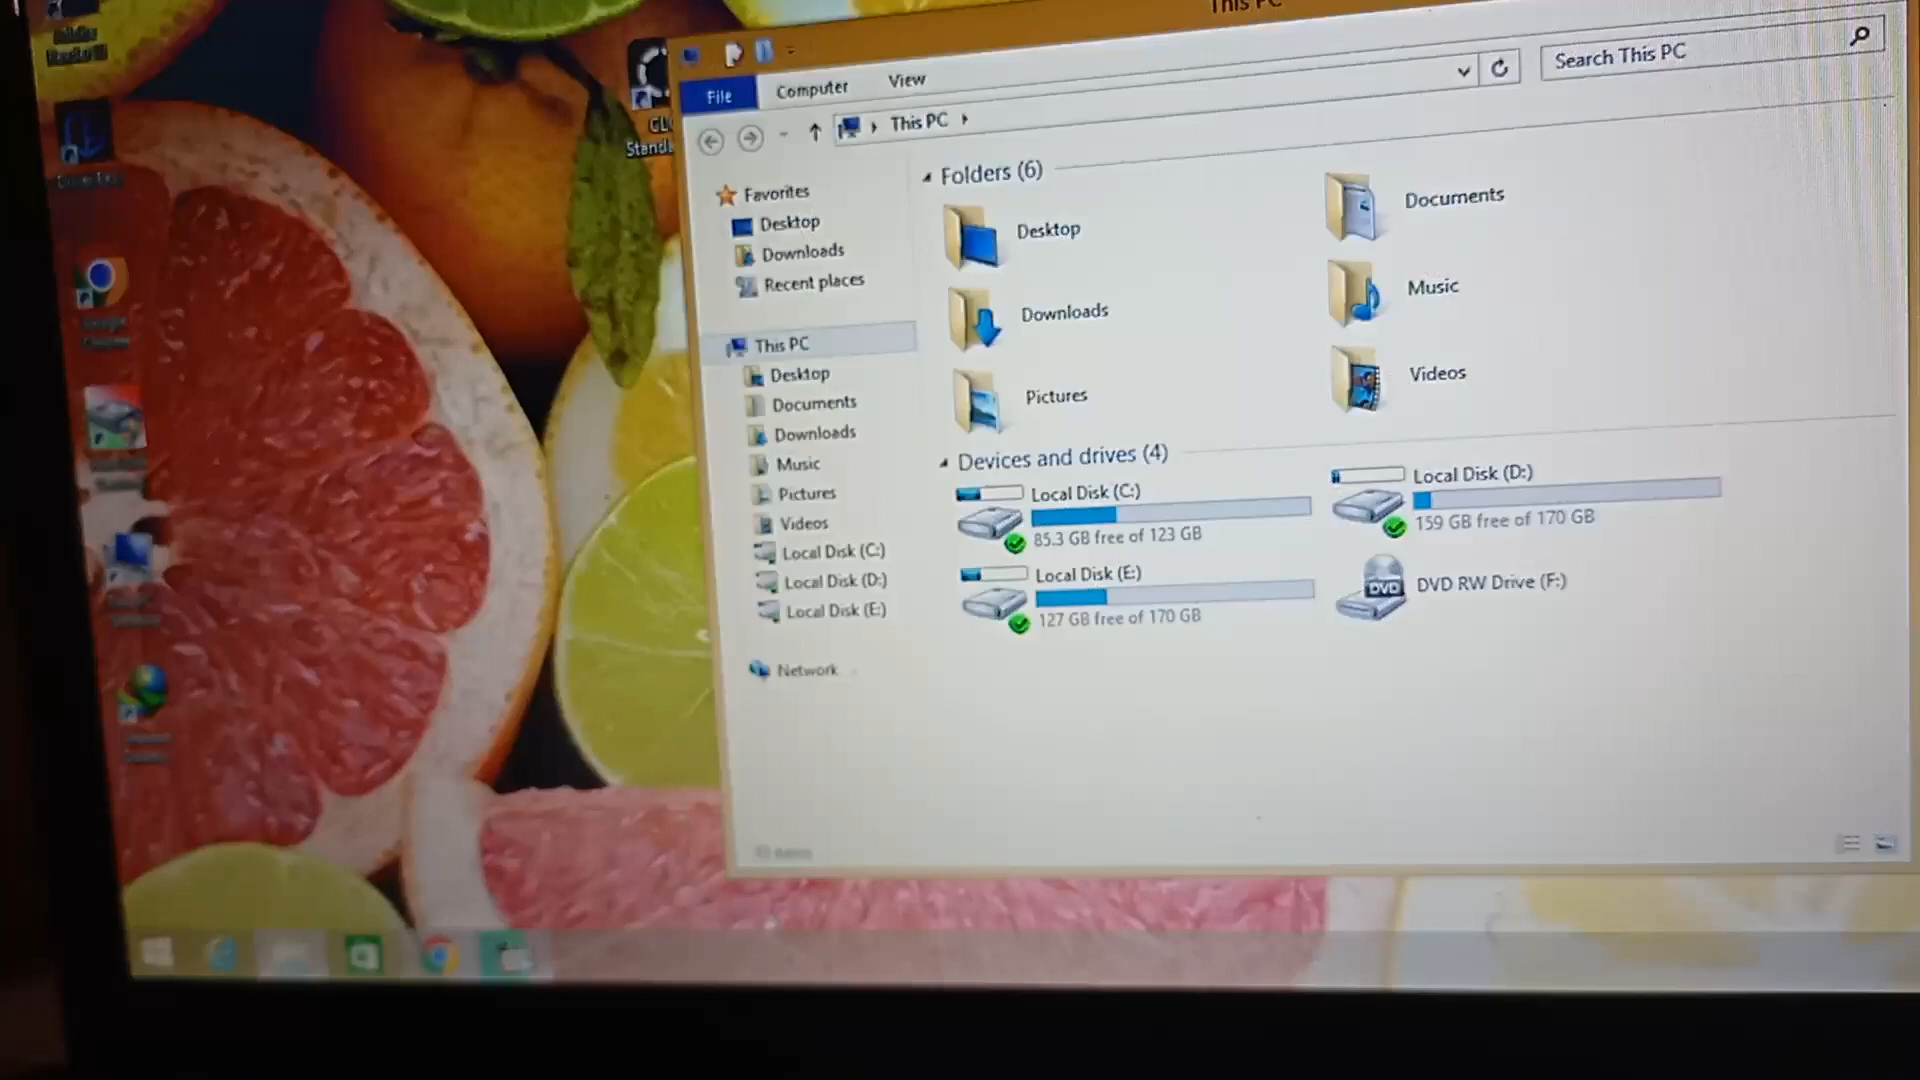 This PC
File
Computer
View
This PC
Search This PC
Favorites
Desktop
Downloads
Recent places
This PC
Desktop
Documents
Downloads
Music
Pictures
Videos
Local Disk (C:)
Local Disk (D:)
Local Disk (E:)
Network
Folders (6)
Desktop
Documents
Downloads
Music
Pictures
Videos
Devices and drives (4)
Local Disk (C:)
85.3 GB free of 123 GB
Local Disk (D:)
159 GB free of 170 GB
Local Disk (E:)
127 GB free of 170 GB
DVD
DVD RW Drive (F:)
Google
Chrome